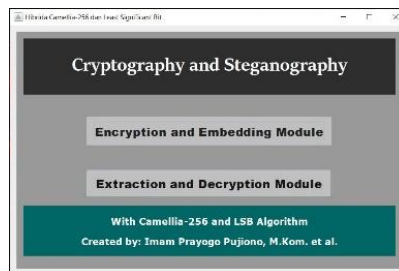 Hibrida Camellia-256 dan Least Significant Bit
Cryptography and Steganography
Encryption and Embedding Module
Extraction and Decryption Module
With Camellia-256 and LSB Algorithm
Created by: Imam Prayogo Pujiono, M.Kom. et al.